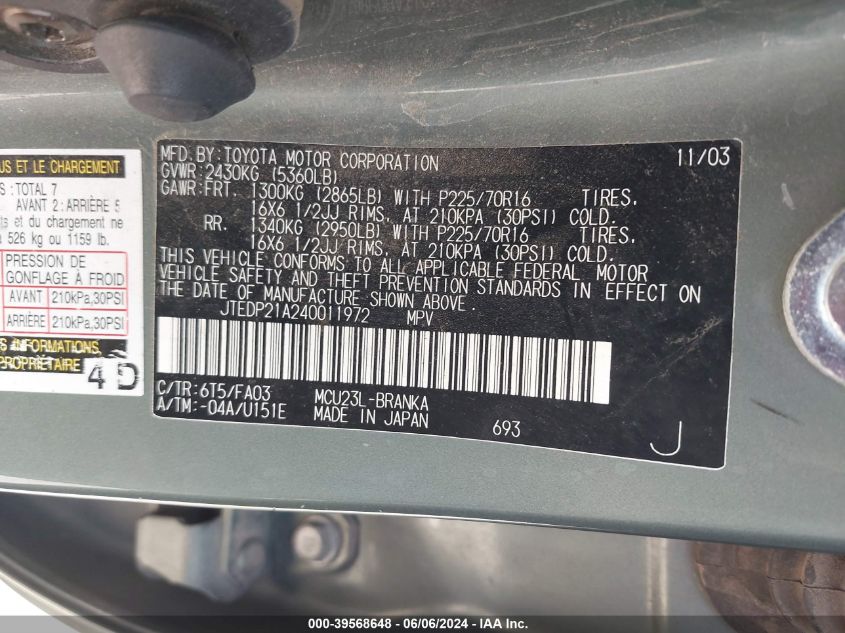 US ET LE CHARGEMENT
S : TOTAL 7
AVANT 2 : ARRIÈRE 5
ts et du chargement ne
526 kg ou 1159 lb.
PRESSION DE
GONFLAGE À FROID
AVANT 210kPa,30PSI
ARRIÈRE 210kPa,30PSI
S INFORMATIONS,
PROPRIÉTAIRE
4D
MFD. BY: TOYOTA MOTOR CORPORATION 11/03
GVWR: 2430KG (5360LB)
GAWR: FRT. 1300KG (2865LB) WITH P225/70R16 TIRES,
16X6 1/2JJ RIMS, AT 210KPA (30PSI) COLD.
RR. 1340KG (2950LB) WITH P225/70R16 TIRES,
16X6 1/2JJ RIMS, AT 210KPA (30PSI) COLD.
THIS VEHICLE CONFORMS TO ALL APPLICABLE FEDERAL MOTOR
VEHICLE SAFETY AND THEFT PREVENTION STANDARDS IN EFFECT ON
THE DATE OF MANUFACTURE SHOWN ABOVE.
JTEDP21A240011972 MPV
C/TR: 6T5/FA03 MCU23L-BRANKA
A/TM: -04A/U151E MADE IN JAPAN 693 J
000-39568648 - 06/06/2024 - IAA, Inc.